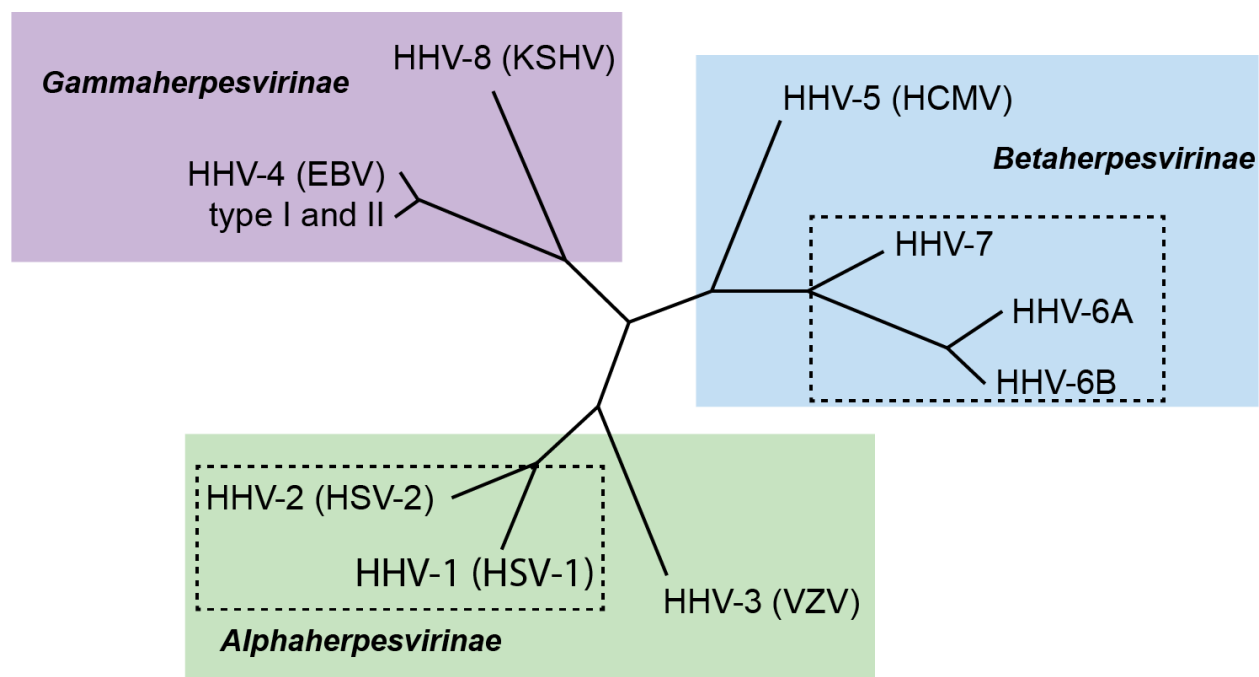 HHV-8 (KSHV)
Gammaherpesvirinae
HHV-4 (EBV)
type I and II
HHV-5 (HCMV)
Betaherpesvirinae
HHV-7
HHV-6A
HHV-6B
HHV-2 (HSV-2)
HHV-1 (HSV-1)
HHV-3 (VZV)
Alphaherpesvirinae